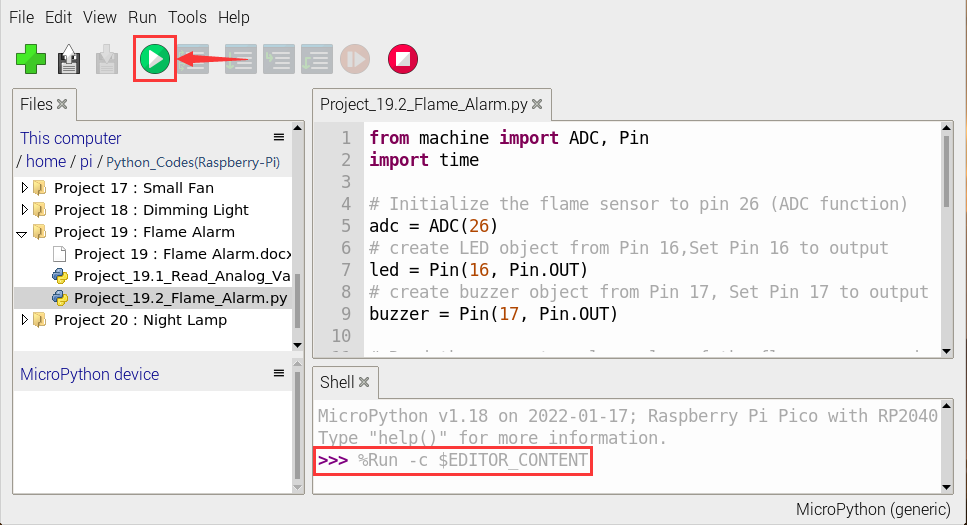 File Edit View Run Tools Help
Files
This computer
/ home / pi / Python_Codes(Raspberry-Pi)
Project 17 : Small Fan
Project 18 : Dimming Light
Project 19 : Flame Alarm
Project 19 : Flame Alarm.docx
Project_19.1_Read_Analog_Va
Project_19.2_Flame_Alarm.py
Project 20 : Night Lamp
MicroPython device
Project_19.2_Flame_Alarm.py
1 from machine import ADC, Pin
2 import time
3
4 # Initialize the flame sensor to pin 26 (ADC function)
5 adc = ADC(26)
6 # create LED object from Pin 16,Set Pin 16 to output
7 led = Pin(16, Pin.OUT)
8 # create buzzer object from Pin 17, Set Pin 17 to output
9 buzzer = Pin(17, Pin.OUT)
10
Shell
MicroPython v1.18 on 2022-01-17; Raspberry Pi Pico with RP2040
Type "help()" for more information.
>>> %Run -c $EDITOR_CONTENT
MicroPython (generic)